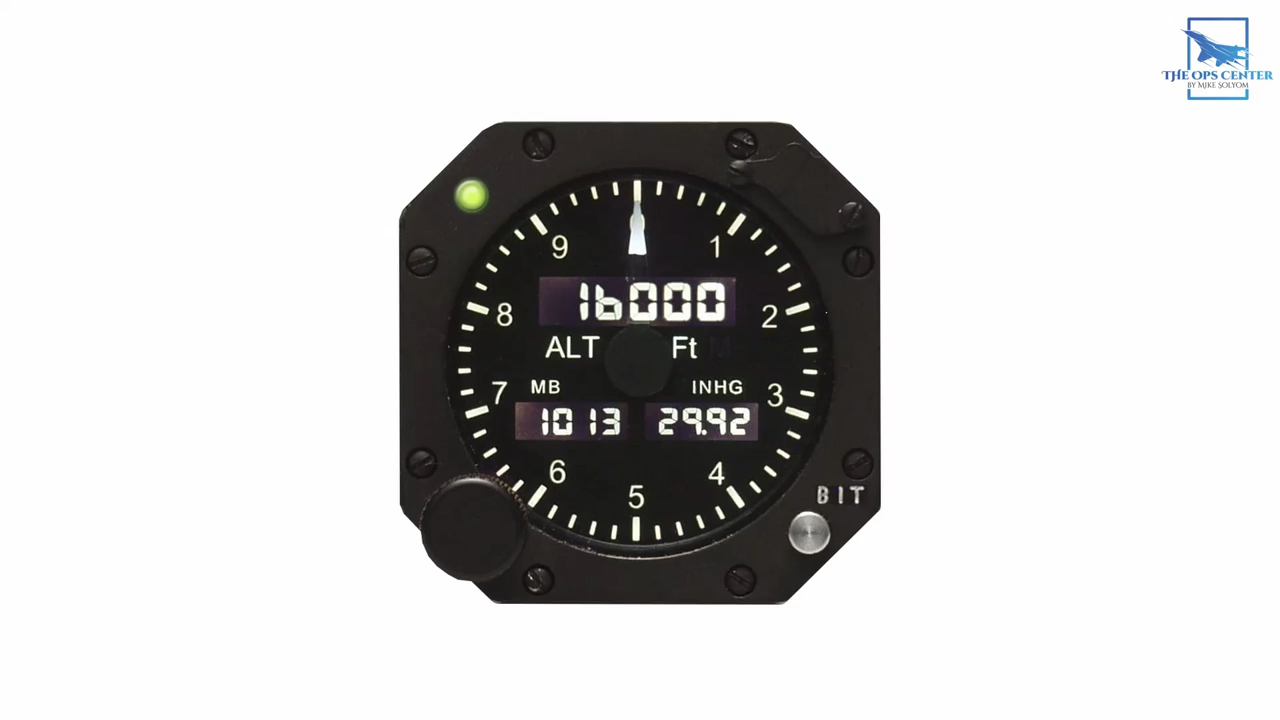 THE OPS CENTER
BY MIKE SOLYOM
9 1
16000
8 2
ALT Ft
MB INHG
7 3
1013 29.92
6 4
5
BIT